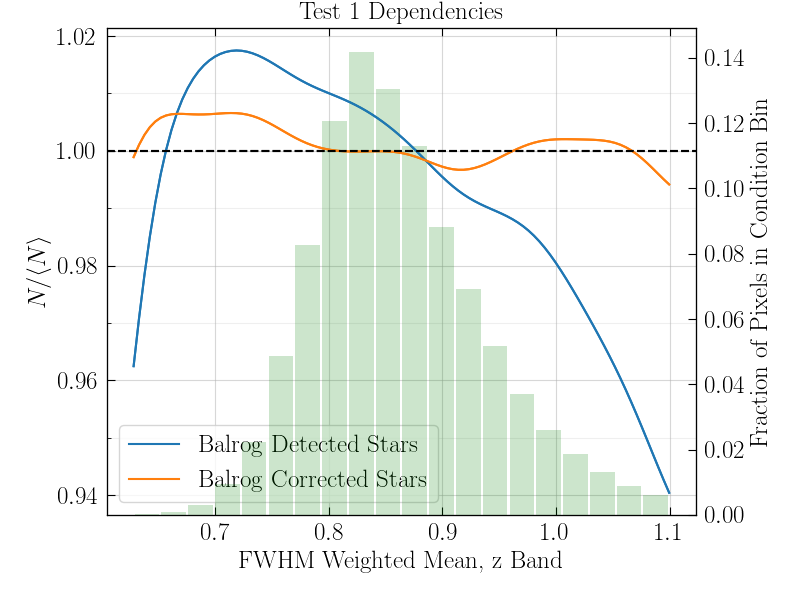 Test 1 Dependencies
1.02
1.00
0.98
0.96
0.94
N/⟨N⟩
0.14
0.12
0.10
0.08
0.06
0.04
0.02
0.00
Fraction of Pixels in Condition Bin
Balrog Detected Stars
Balrog Corrected Stars
0.7 0.8 0.9 1.0 1.1
FWHM Weighted Mean, z Band